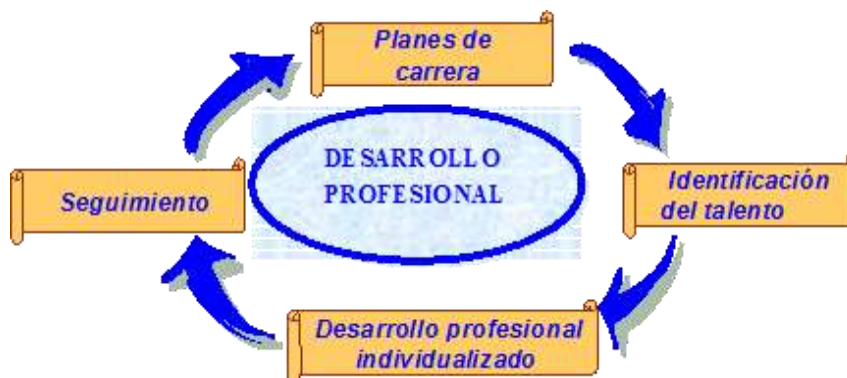 Planes de
carrera
DESARROLLO
PROFESIONAL
Identificación
del talento
Seguimiento
Desarrollo profesional
individualizado